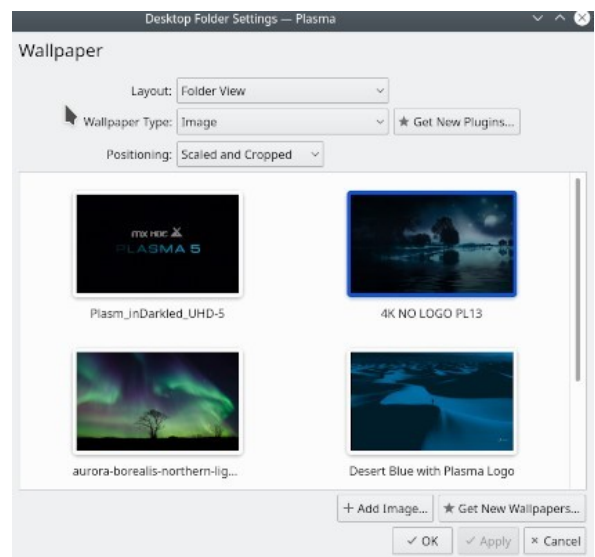 Desktop Folder Settings — Plasma
Wallpaper
Layout: Folder View
Wallpaper Type: Image ★ Get New Plugins...
Positioning: Scaled and Cropped
PLASMA 5
Plasm_inDarkled_UHD-5 4K NO LOGO PL13
aurora-borealis-northern-lig... Desert Blue with Plasma Logo
+ Add Image... ★ Get New Wallpapers...
✓ OK ✓ Apply × Cancel